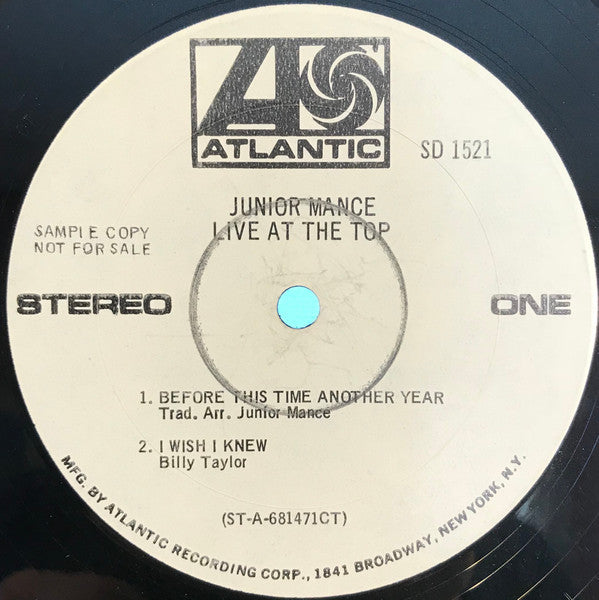 ATLANTIC
SD 1521
JUNIOR MANCE
LIVE AT THE TOP
SAMPLE COPY
NOT FOR SALE
STEREO
ONE
1. BEFORE THIS TIME ANOTHER YEAR
Trad. Arr. Junior Mance
2. I WISH I KNEW
Billy Taylor
(ST-A-681471CT)
MFG. BY ATLANTIC RECORDING CORP., 1841 BROADWAY, NEW YORK, N.Y.